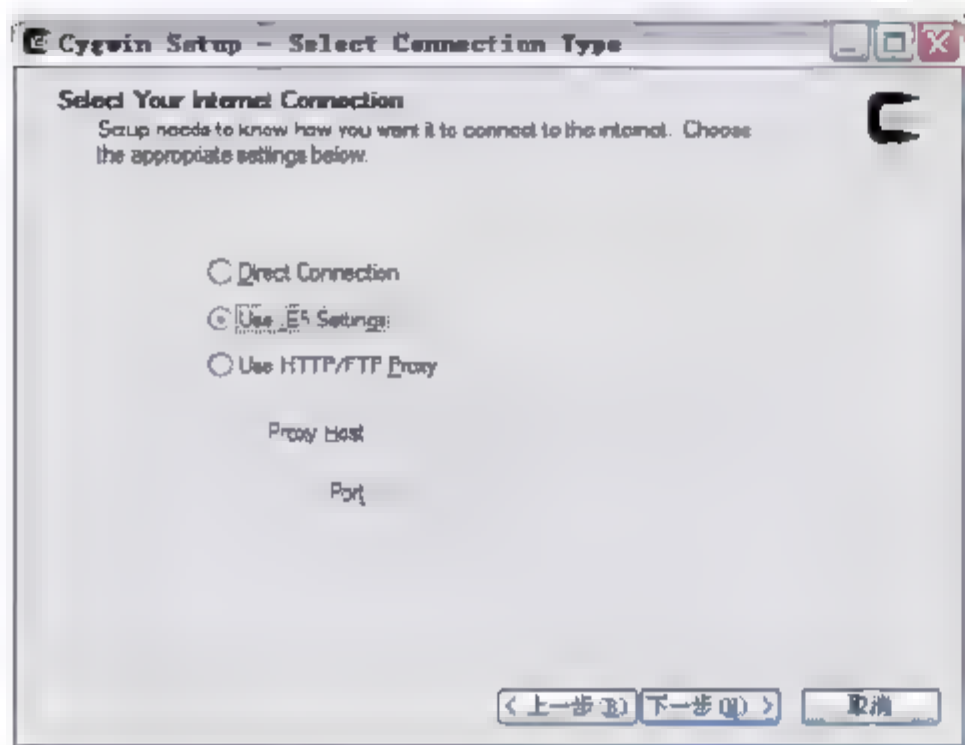 Cygwin Setup - Select Connection Type
Select Your Internet Connection
Setup needs to know how you want it to connect to the internet. Choose
the appropriate settings below.
Direct Connection
Use IE5 Settings
Use HTTP/FTP Proxy
Proxy Host
Port
< 上一步(B)
下一步(N) >
取消